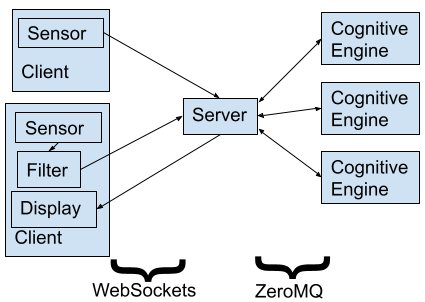 Sensor
Client
Sensor
Filter
Display
Client
Server
Cognitive
Engine
Cognitive
Engine
Cognitive
Engine
WebSockets
ZeroMQ